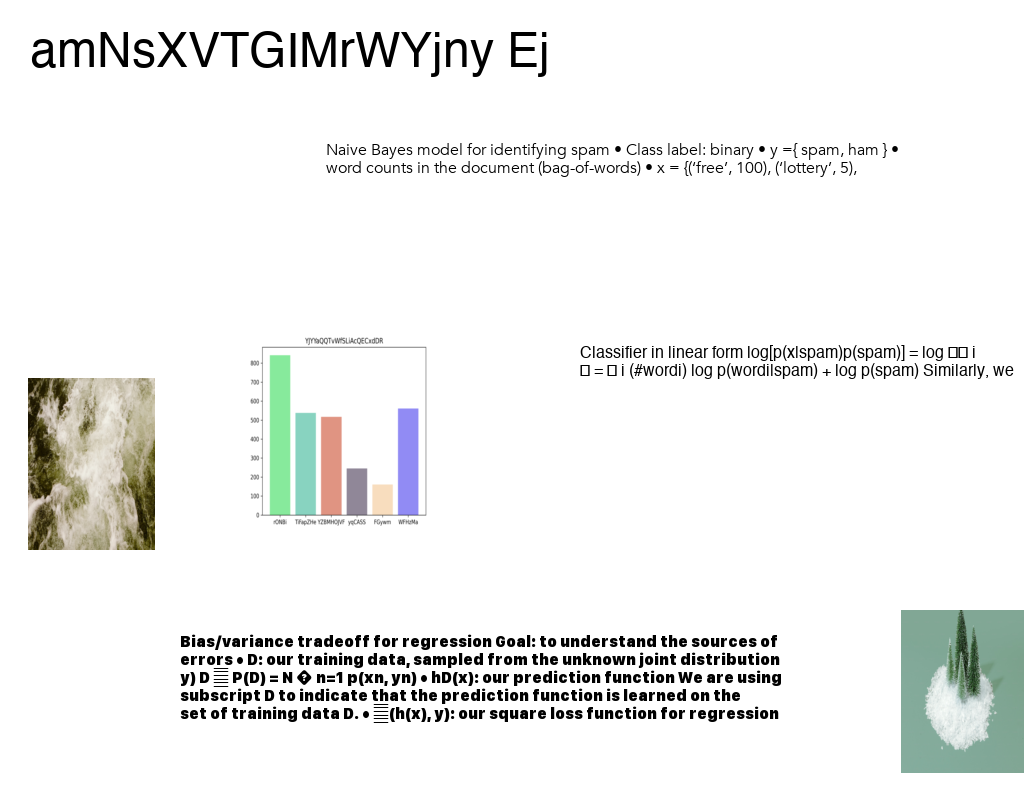 amNsXVTGIMrWYjny Ej
Naive Bayes model for identifying spam • Class label: binary • y ={ spam, ham } •
word counts in the document (bag-of-words) • x = {(‘free’, 100), (‘lottery’, 5),
YJYYaQQTvWfSLiAcQECxdDR
800
700
600
500
400
300
200
100
0
rONBi TiFapZHe YZBMHOJVF yqCASS FGywm WFHzMa
Classifier in linear form log[p(x|spam)p(spam)] = log □□ i
□ = □ i (#wordi) log p(wordi|spam) + log p(spam) Similarly, we
Bias/variance tradeoff for regression Goal: to understand the sources of
errors • D: our training data, sampled from the unknown joint distribution
y) D P(D) = N � n=1 p(xn, yn) • hD(x): our prediction function We are using
subscript D to indicate that the prediction function is learned on the
set of training data D. • (h(x), y): our square loss function for regression